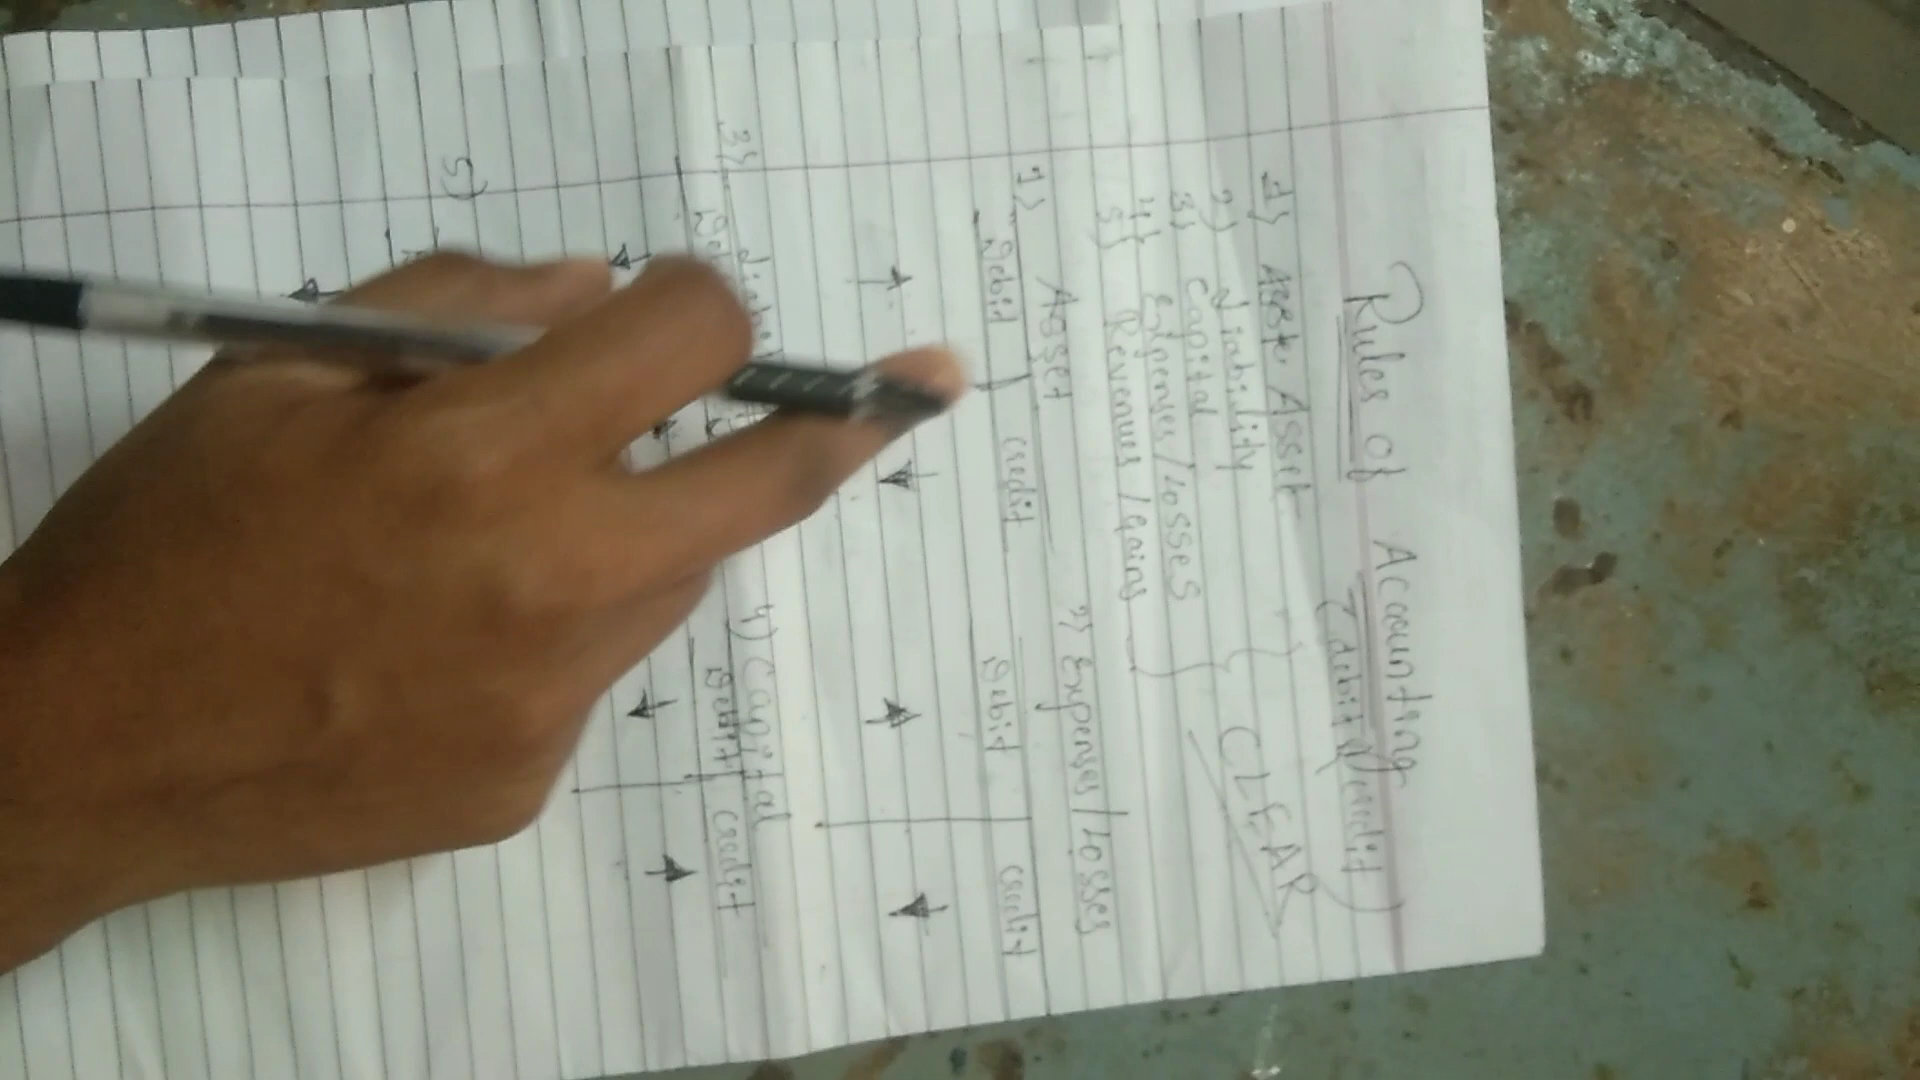 Rules of Accounting
(debit / credit)
1) Asset
2) Liability
3) Capital
4) Expenses/Losses
5) Revenues/Gains
CLEAR
1) Asset
Debit credit
2) Expenses/Losses
Debit credit
3)
4) Capital
Debit credit
5)